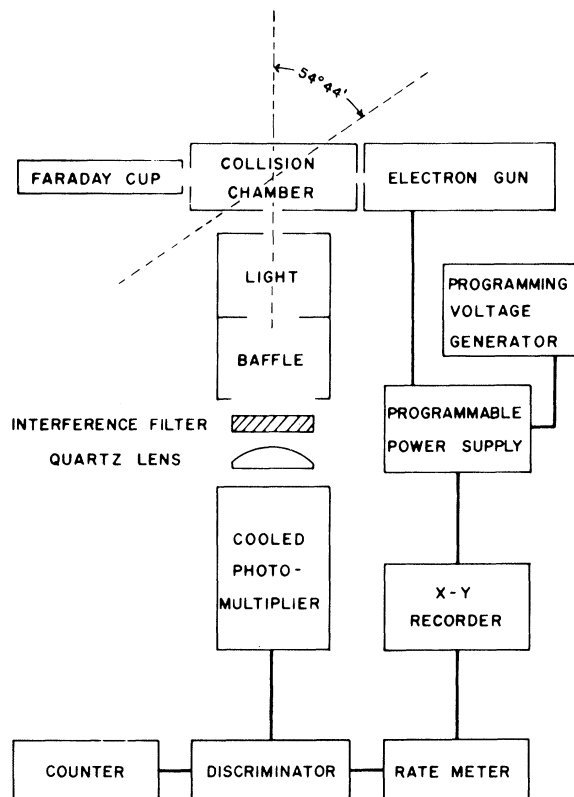 54°44'
COLLISION
CHAMBER
FARADAY CUP
ELECTRON GUN
LIGHT
BAFFLE
PROGRAMMING
VOLTAGE
GENERATOR
INTERFERENCE FILTER
QUARTZ LENS
PROGRAMMABLE
POWER SUPPLY
COOLED
PHOTO-
MULTIPLIER
X-Y
RECORDER
COUNTER
DISCRIMINATOR
RATE METER